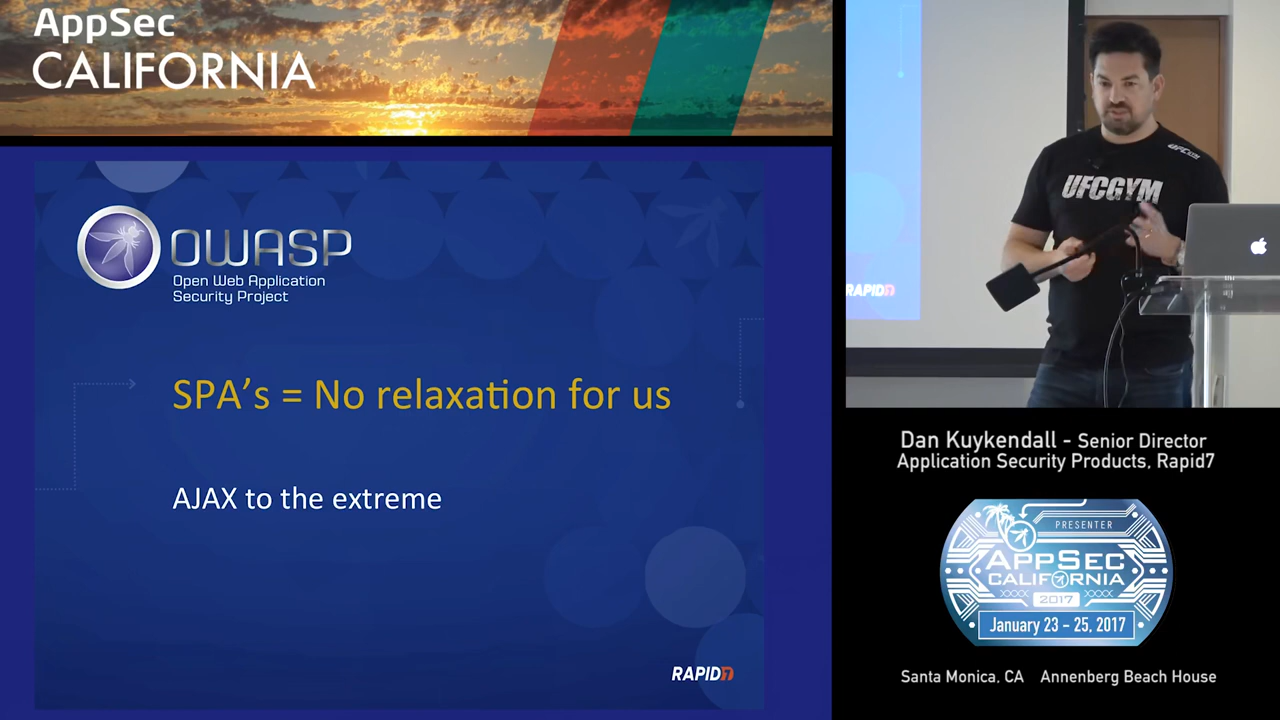 AppSec
CALIFORNIA
OWASP
Open Web Application
Security Project
SPA's = No relaxation for us
AJAX to the extreme
RAPID7
UFCGYM
UFCGYM
RAPID7
Dan Kuykendall - Senior Director
Application Security Products, Rapid7
PRESENTER
APPSEC
CALIFORNIA
2017
January 23 - 25, 2017
Santa Monica, CA Annenberg Beach House